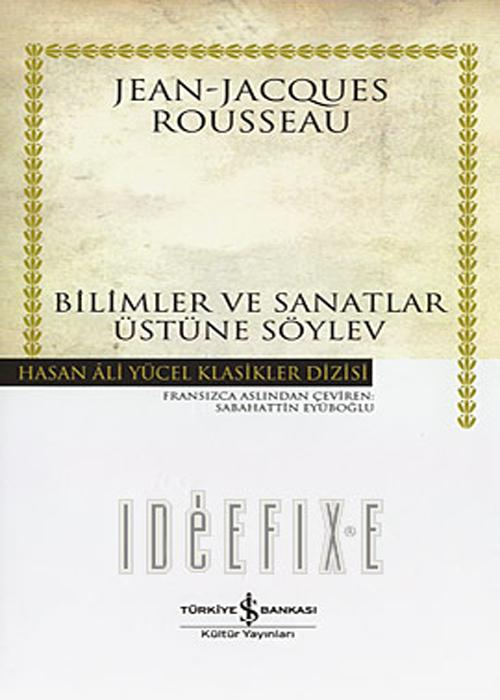 JEAN-JACQUES
ROUSSEAU
BİLİMLER VE SANATLAR
ÜSTÜNE SÖYLEV
HASAN ÂLİ YÜCEL KLASİKLER DİZİSİ
FRANSIZCA ASLINDAN ÇEVİREN:
SABAHATTİN EYÜBOĞLU
IDéEFIX®E
TÜRKİYE İŞ BANKASI
Kültür Yayınları